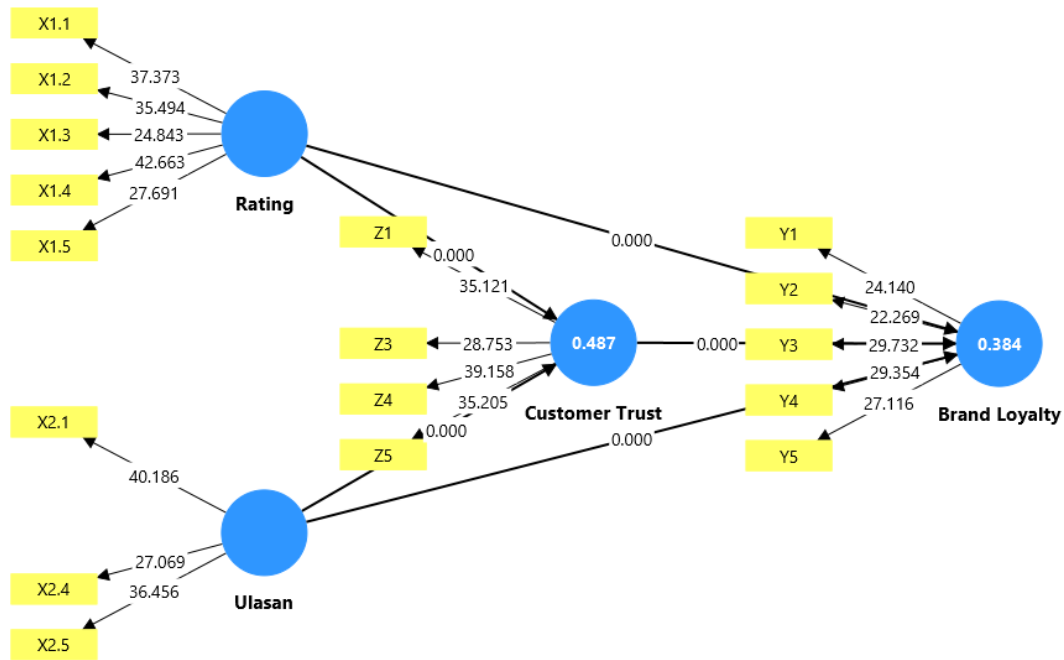 X1.1
37.373
X1.2
35.494
X1.3
24.843
X1.4
42.663
X1.5
27.691
Rating
Z1
0.000
35.121
0.000
Y1
24.140
Y2
22.269
Z3
28.753
0.487
0.000
Y3
29.732
0.384
Z4
39.158
35.205
Customer Trust
Y4
29.354
27.116
Brand Loyalty
X2.1
0.000
Z5
0.000
Y5
40.186
X2.4
27.069
36.456
Ulasan
X2.5